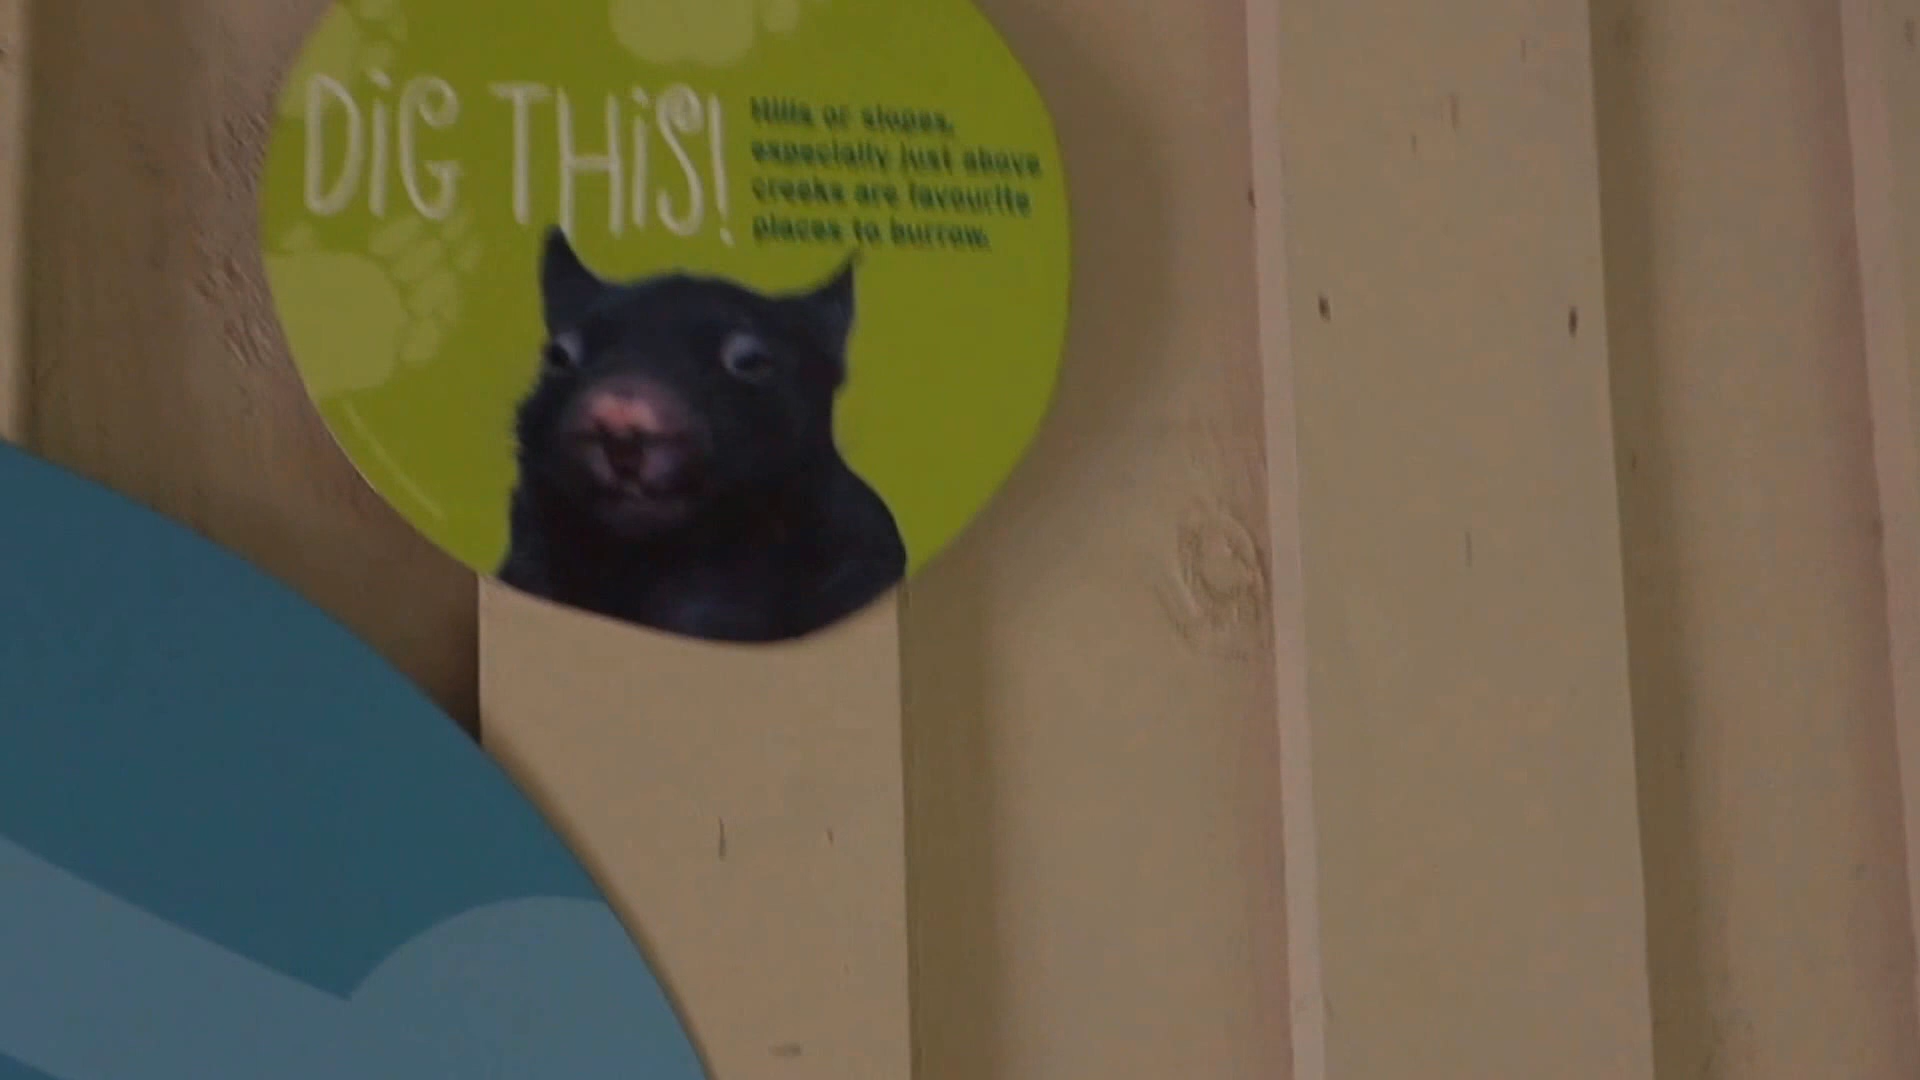 DiG THiS!
Hills or slopes,
especially just above
creeks are favourite
places to burrow.